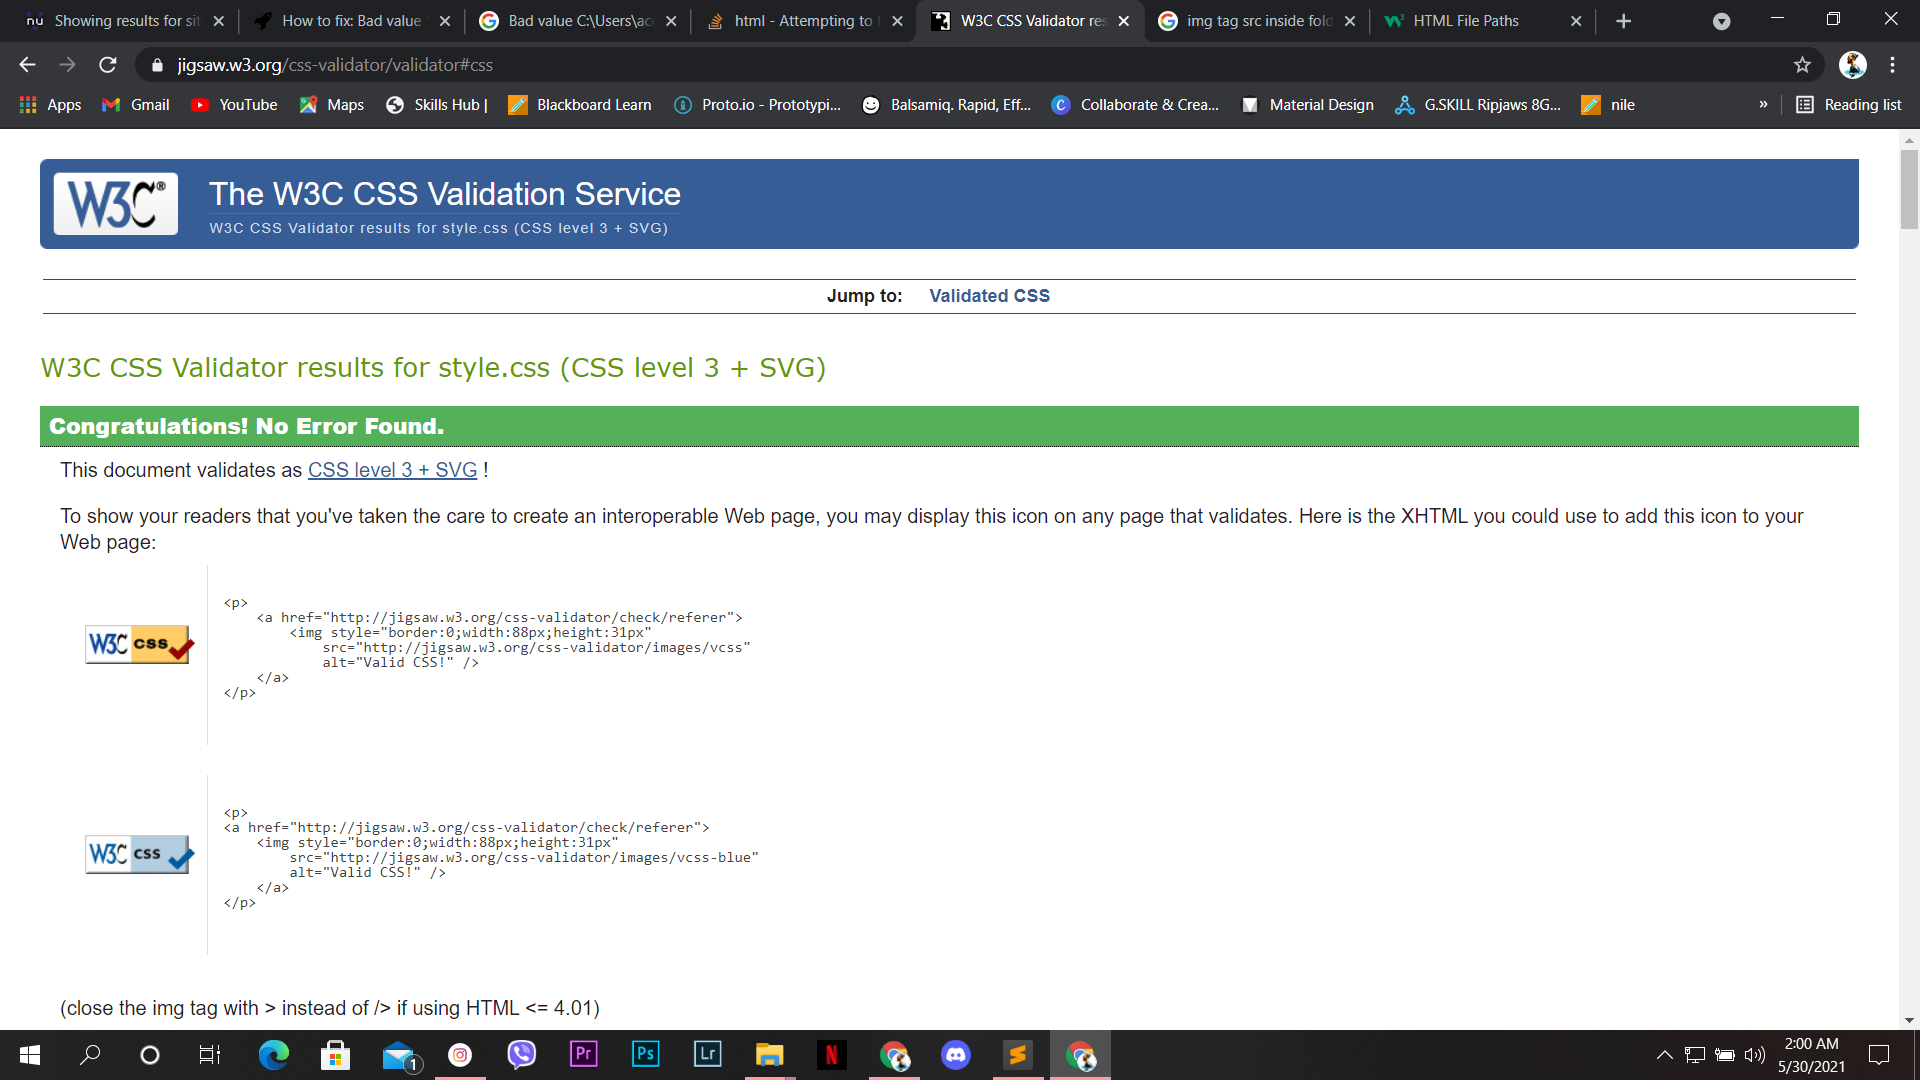 nu Showing results for sit
How to fix: Bad value
Bad value C:\Users\ace
html - Attempting to f
W3C CSS Validator res
img tag src inside fold
HTML File Paths
jigsaw.w3.org/css-validator/validator#css
Apps
Gmail
YouTube
Maps
Skills Hub |
Blackboard Learn
Proto.io - Prototypi...
Balsamiq. Rapid, Eff...
Collaborate & Crea...
Material Design
G.SKILL Ripjaws 8G...
nile
»
Reading list
W3C®
The W3C CSS Validation Service
W3C CSS Validator results for style.css (CSS level 3 + SVG)
Jump to: Validated CSS
W3C CSS Validator results for style.css (CSS level 3 + SVG)
Congratulations! No Error Found.
This document validates as CSS level 3 + SVG !
To show your readers that you've taken the care to create an interoperable Web page, you may display this icon on any page that validates. Here is the XHTML you could use to add this icon to your
Web page:
W3C css
<p>
<a href="http://jigsaw.w3.org/css-validator/check/referer">
<img style="border:0;width:88px;height:31px"
src="http://jigsaw.w3.org/css-validator/images/vcss"
alt="Valid CSS!" />
</a>
</p>
W3C css
<p>
<a href="http://jigsaw.w3.org/css-validator/check/referer">
<img style="border:0;width:88px;height:31px"
src="http://jigsaw.w3.org/css-validator/images/vcss-blue"
alt="Valid CSS!" />
</a>
</p>
(close the img tag with > instead of /> if using HTML <= 4.01)
1
Pr
Ps
Lr
N
2:00 AM
5/30/2021